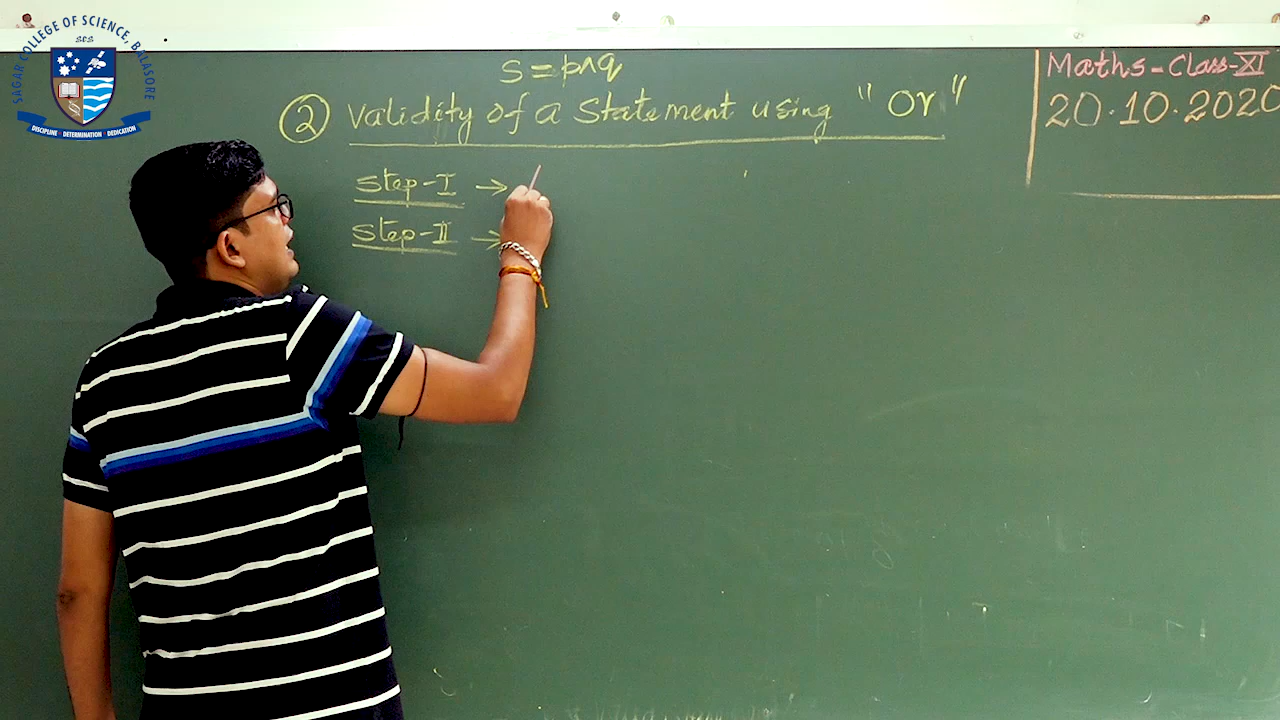 SAGAR COLLEGE OF SCIENCE, BALASORE
SCS
DISCIPLINE · DETERMINATION · DEDICATION
S = p∧q
② Validity of a Statement using "Or"
Step-I →
Step-II →
Maths - Class-XI
20.10.2020